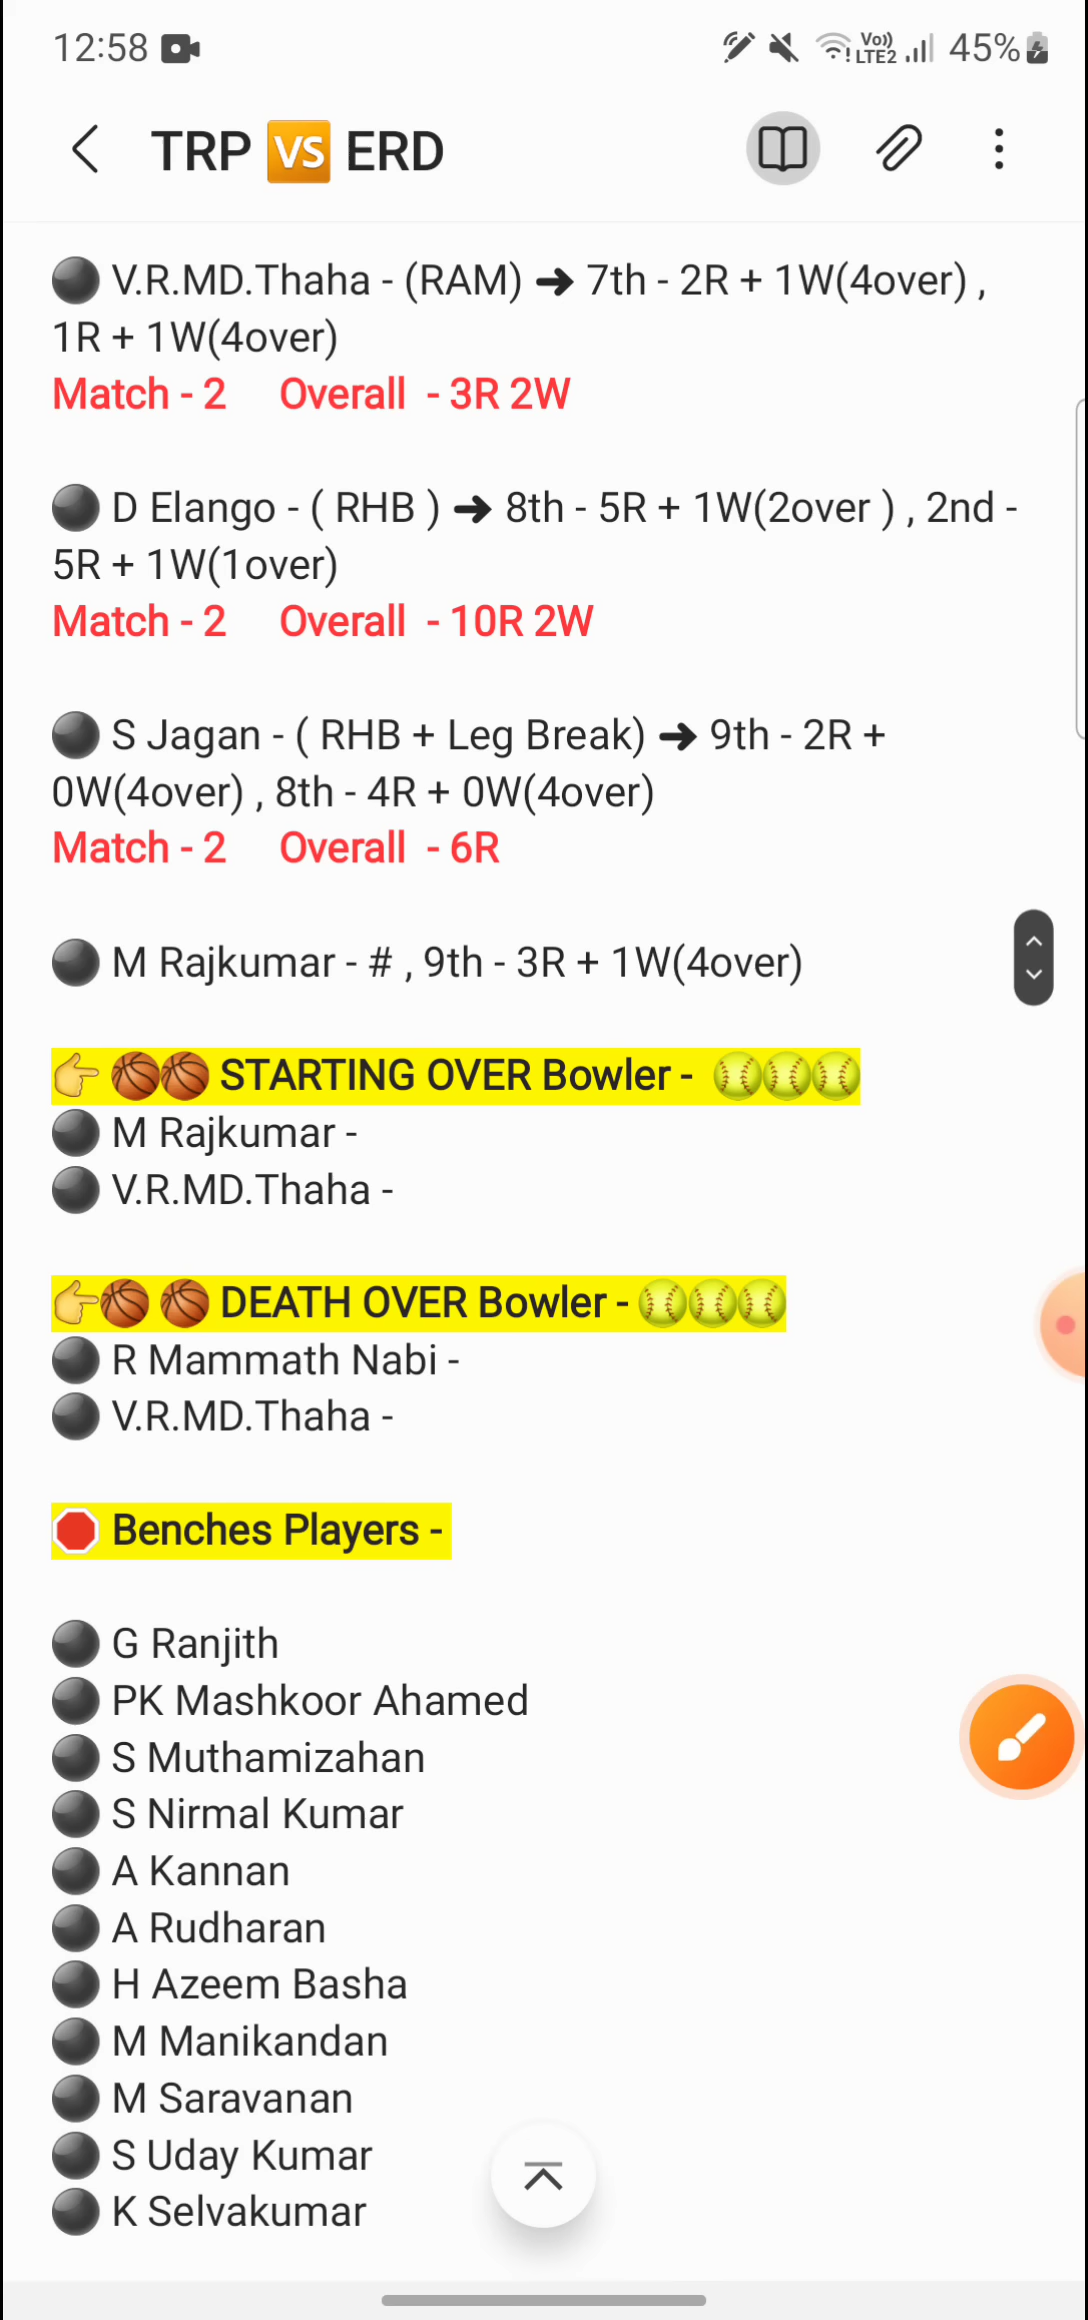 12:58 Vo)) LTE2 45%
TRP VS ERD
V.R.MD.Thaha - (RAM) ➔ 7th - 2R + 1W(4over) ,
1R + 1W(4over)
Match - 2 Overall - 3R 2W
D Elango - ( RHB ) ➔ 8th - 5R + 1W(2over ) , 2nd -
5R + 1W(1over)
Match - 2 Overall - 10R 2W
S Jagan - ( RHB + Leg Break) ➔ 9th - 2R +
0W(4over) , 8th - 4R + 0W(4over)
Match - 2 Overall - 6R
M Rajkumar - # , 9th - 3R + 1W(4over)
STARTING OVER Bowler -
M Rajkumar -
V.R.MD.Thaha -
DEATH OVER Bowler -
R Mammath Nabi -
V.R.MD.Thaha -
Benches Players -
G Ranjith
PK Mashkoor Ahamed
S Muthamizahan
S Nirmal Kumar
A Kannan
A Rudharan
H Azeem Basha
M Manikandan
M Saravanan
S Uday Kumar
K Selvakumar